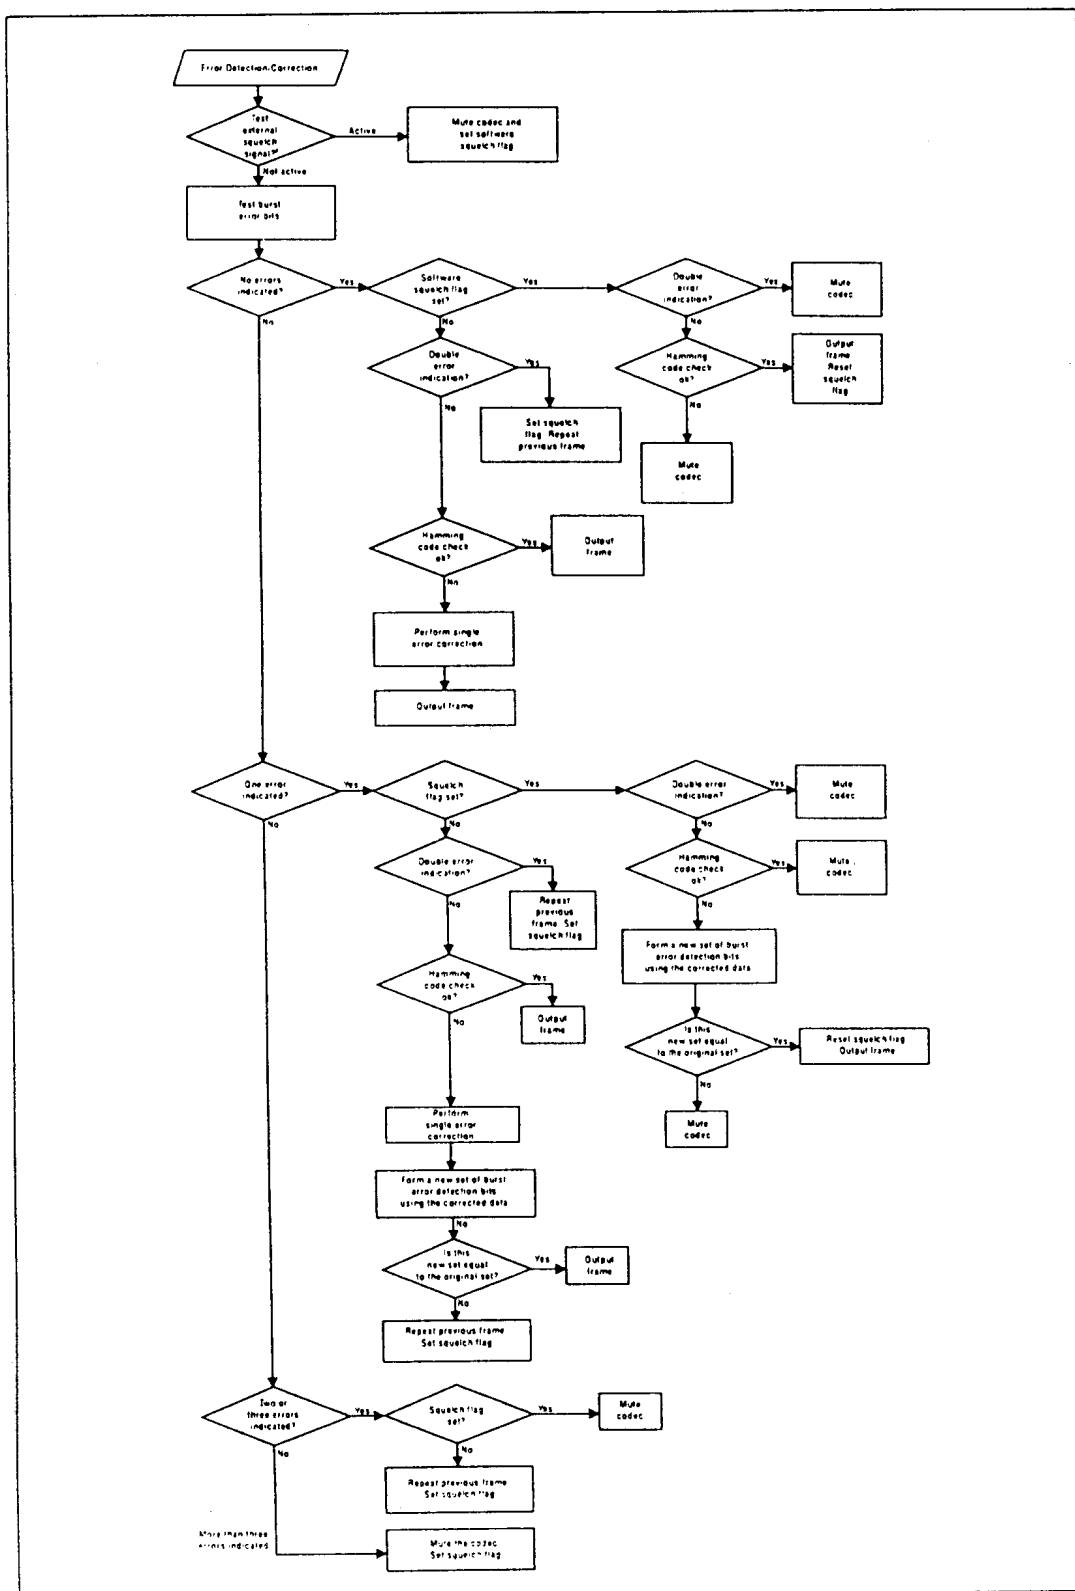 Error Detection-Correction
Test
external
squelch
signal?
Active
Mute codec and
set software
squelch flag
Not active
Test burst
error bits
No errors
indicated?
Yes
Software
squelch flag
set?
Yes
Double
error
indication?
Yes
Mute
codec
No
No
No
Double
error
indication?
Yes
Hamming
code check
ok?
Yes
Output
frame
Reset
squelch
flag
No
Set squelch
flag. Repeat
previous frame
No
Mute
codec
Hamming
code check
ok?
Yes
Output
frame
No
Perform single
error correction
Output frame
One error
indicated?
Yes
Squelch
flag set?
Yes
Double error
indication?
Yes
Mute
codec
No
No
No
Double error
indication?
Yes
Hamming
code check
ok?
Yes
Mute
codec
No
Repeat
previous
frame. Set
squelch flag
No
Form a new set of burst
error detection bits
using the corrected data
Hamming
code check
ok?
Yes
Output
frame
No
Is this
new set equal
to the original set?
Yes
Reset squelch flag
Output frame
No
Mute
codec
Perform
single error
correction
Form a new set of burst
error detection bits
using the corrected data
No
Is this
new set equal
to the original set?
Yes
Output
frame
No
Repeat previous frame
Set squelch flag
Two or
three errors
indicated?
Yes
Squelch flag
set?
Yes
Mute
codec
No
No
Repeat previous frame
Set squelch flag
More than three
errors indicated
Mute the codec
Set squelch flag